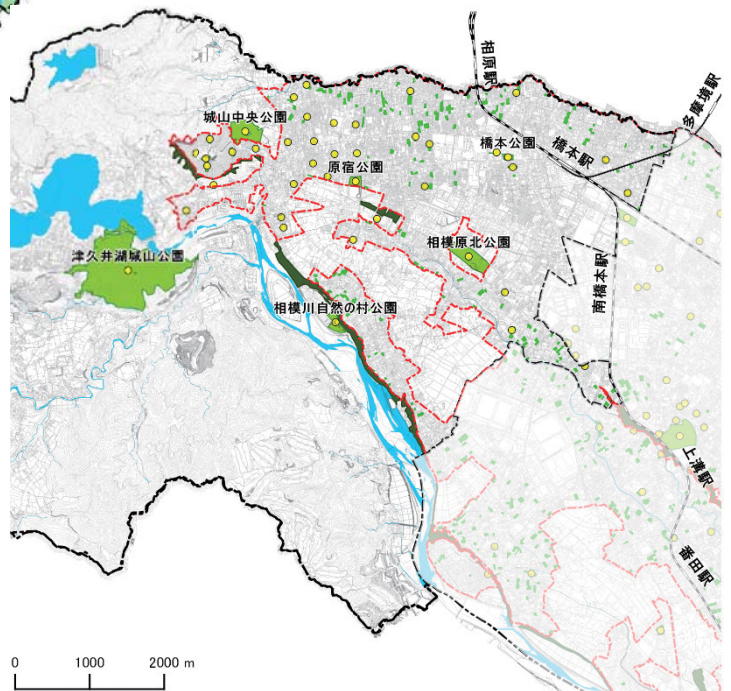 相原駅
多摩境駅
城山中央公園
橋本公園
橋本駅
原宿公園
相模原北公園
津久井湖城山公園
南橋本駅
相模川自然の村公園
上溝駅
番田駅
0 1000 2000 m